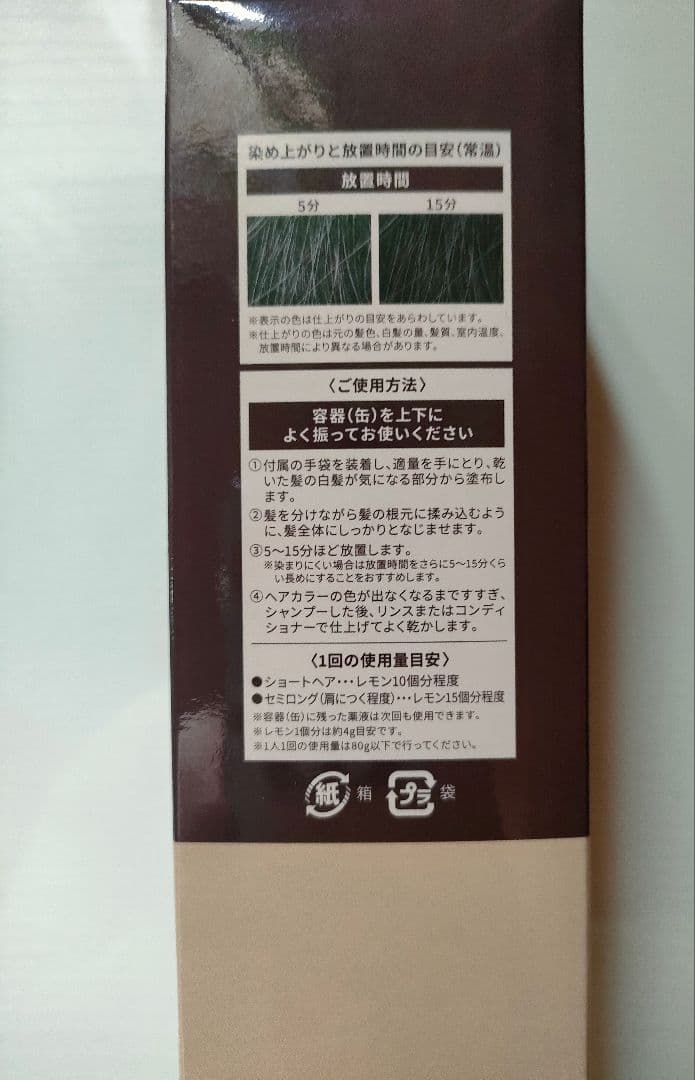 染め上がりと放置時間の目安(常温)
放置時間
5分 15分
※表示の色は仕上がりの目安をあらわしています。
※仕上がりの色は元の髪色、白髪の量、髪質、室内温度、
放置時間により異なる場合があります。
〈ご使用方法〉
容器(缶)を上下に
よく振ってお使いください
①付属の手袋を装着し、適量を手にとり、乾
いた髪の白髪が気になる部分から塗布し
ます。
②髪を分けながら髪の根元に揉み込むよう
に、髪全体にしっかりとなじませます。
③5〜15分ほど放置します。
※染まりにくい場合は放置時間をさらに5〜15分くら
い長めにすることをおすすめします。
④ヘアカラーの色が出なくなるまですすぎ、
シャンプーした後、リンスまたはコンディ
ショナーで仕上げてよく乾かします。
〈1回の使用量目安〉
●ショートヘア・・・レモン10個分程度
●セミロング(肩につく程度)・・・レモン15個分程度
※容器(缶)に残った薬液は次回も使用できます。
※レモン1個分は約4g目安です。
※1人1回の使用量は80g以下で行ってください。
紙 箱 プラ 袋